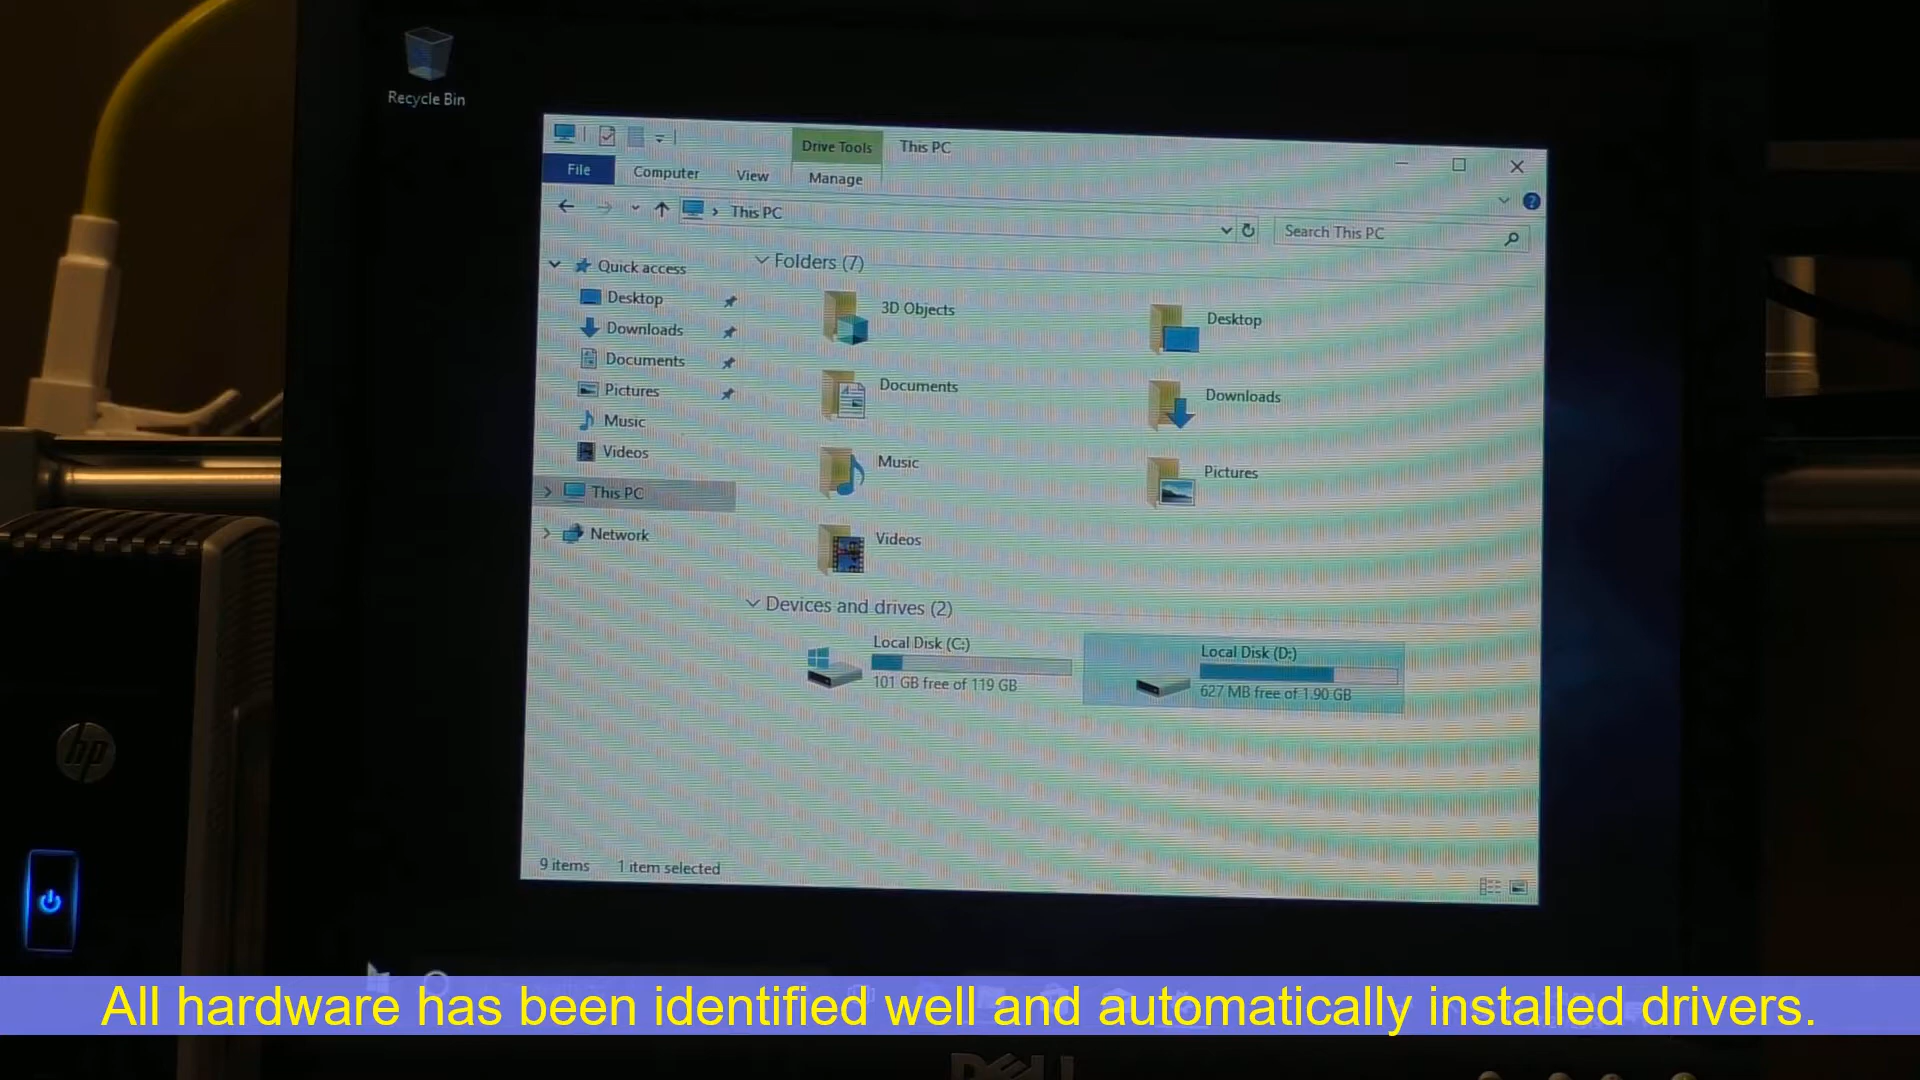 Recycle Bin
Drive Tools
This PC
File
Computer
View
Manage
This PC
Search This PC
Quick access
Desktop
Downloads
Documents
Pictures
Music
Videos
This PC
Network
Folders (7)
3D Objects
Desktop
Documents
Downloads
Music
Pictures
Videos
Devices and drives (2)
Local Disk (C:)
101 GB free of 119 GB
Local Disk (D:)
627 MB free of 1.90 GB
9 items
1 item selected
hp
All hardware has been identified well and automatically installed drivers.
DELL